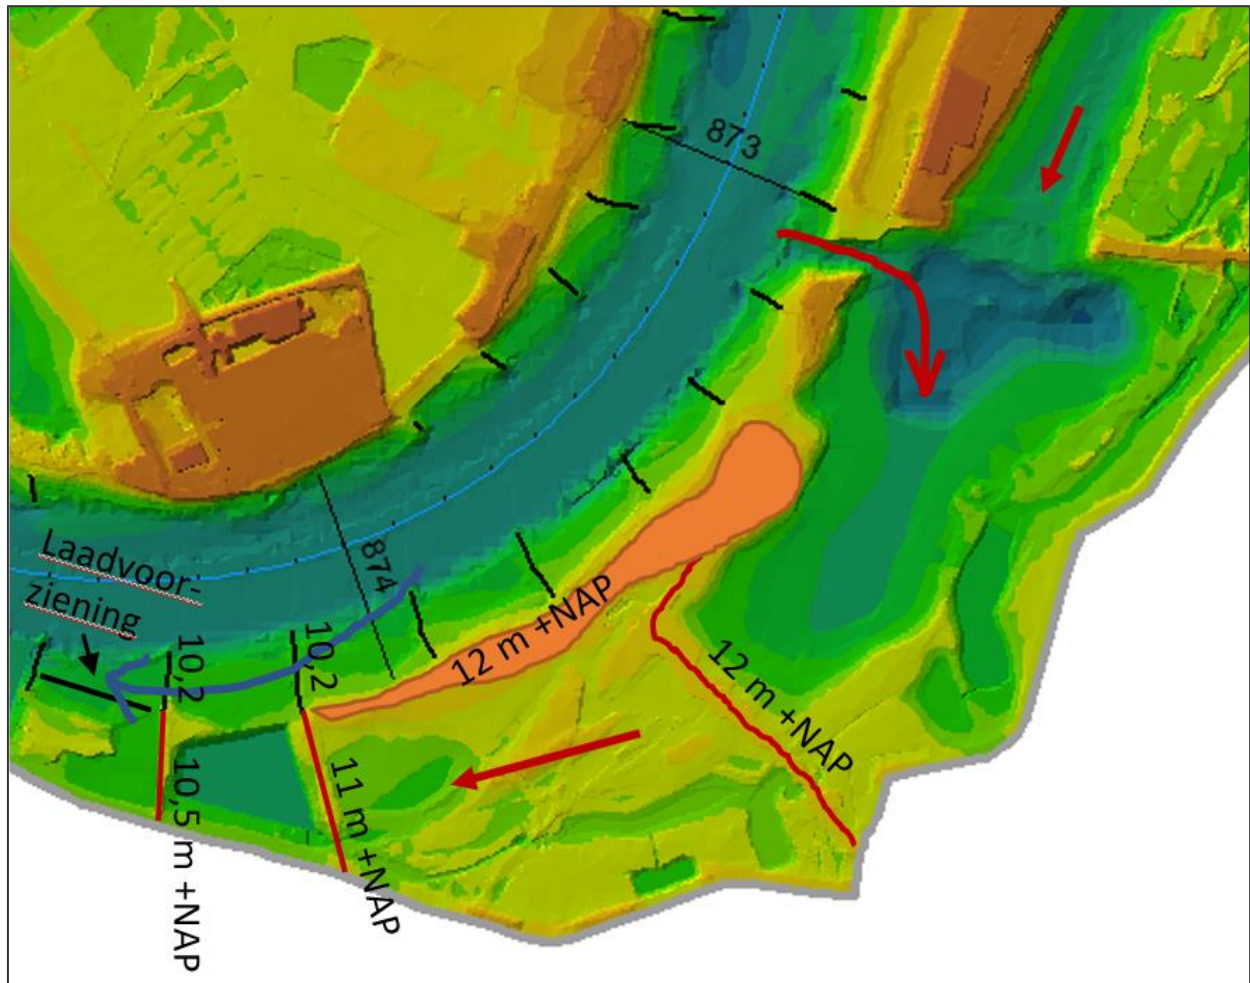 873
874
Laadvoor-
ziening
10,2
10,2
12 m +NAP
12 m +NAP
11 m +NAP
10,5 m +NAP